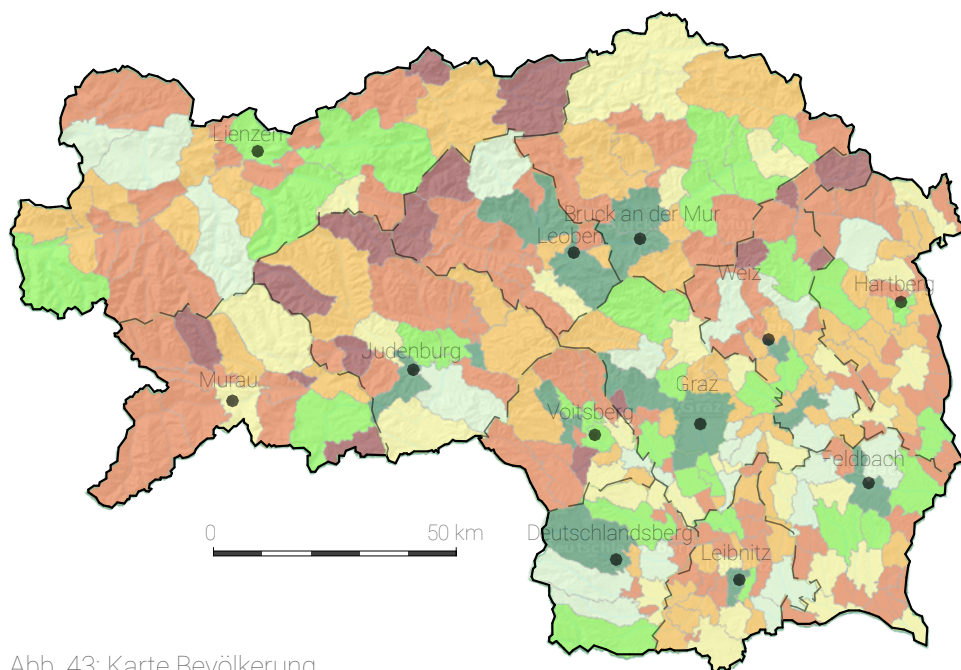 Lienzen
Bruck an der Mur
Leoben
Weiz
Hartberg
Judenburg
Murau
Graz
Voitsberg
Feldbach
0 50 km
Deutschlandsberg
Leibnitz
Abb. 43: Karte Bevölkerung